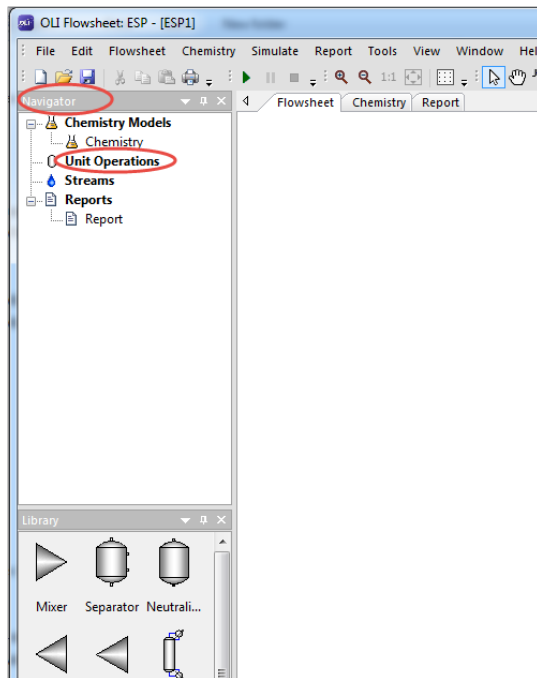 OLI Flowsheet: ESP - [ESP1]
File Edit Flowsheet Chemistry Simulate Report Tools View Window Hel
1:1
Navigator
Flowsheet Chemistry Report
Chemistry Models
Chemistry
Unit Operations
Streams
Reports
Report
Library
Mixer Separator Neutrali...